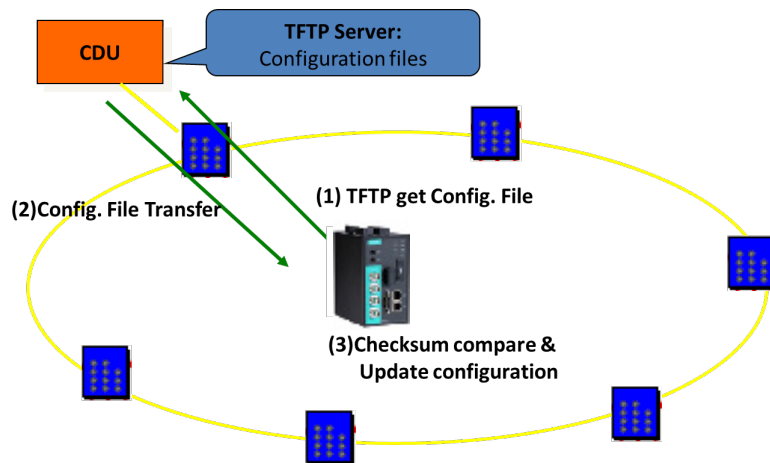 CDU
TFTP Server:
Configuration files
(1) TFTP get Config. File
(2)Config. File Transfer
(3)Checksum compare &
Update configuration